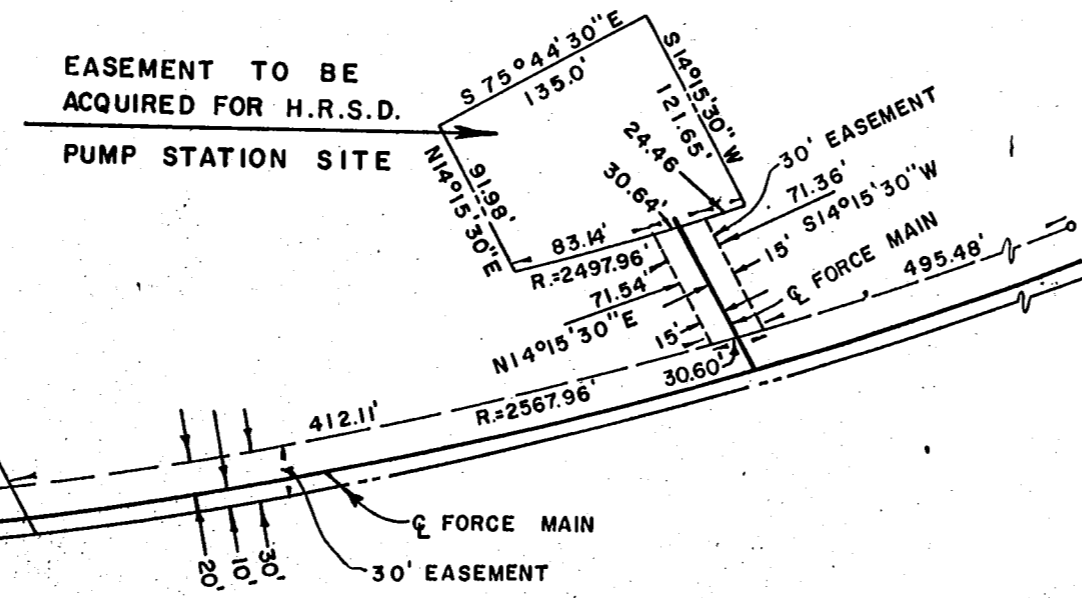 EASEMENT TO BE
ACQUIRED FOR H.R.S.D.
PUMP STATION SITE
S 75°44'30"E
135.0'
S 14°15'30"W
121.65'
91.98'
N14°15'30"E
24.46
30.64'
83.14'
R.=2497.96'
30' EASEMENT
71.36'
S14°15'30"W
15'
℄ FORCE MAIN
495.48'
71.54'
N14°15'30"E
15'
30.60'
412.11'
R.=2567.96'
℄ FORCE MAIN
30' EASEMENT
20'
10'
30'